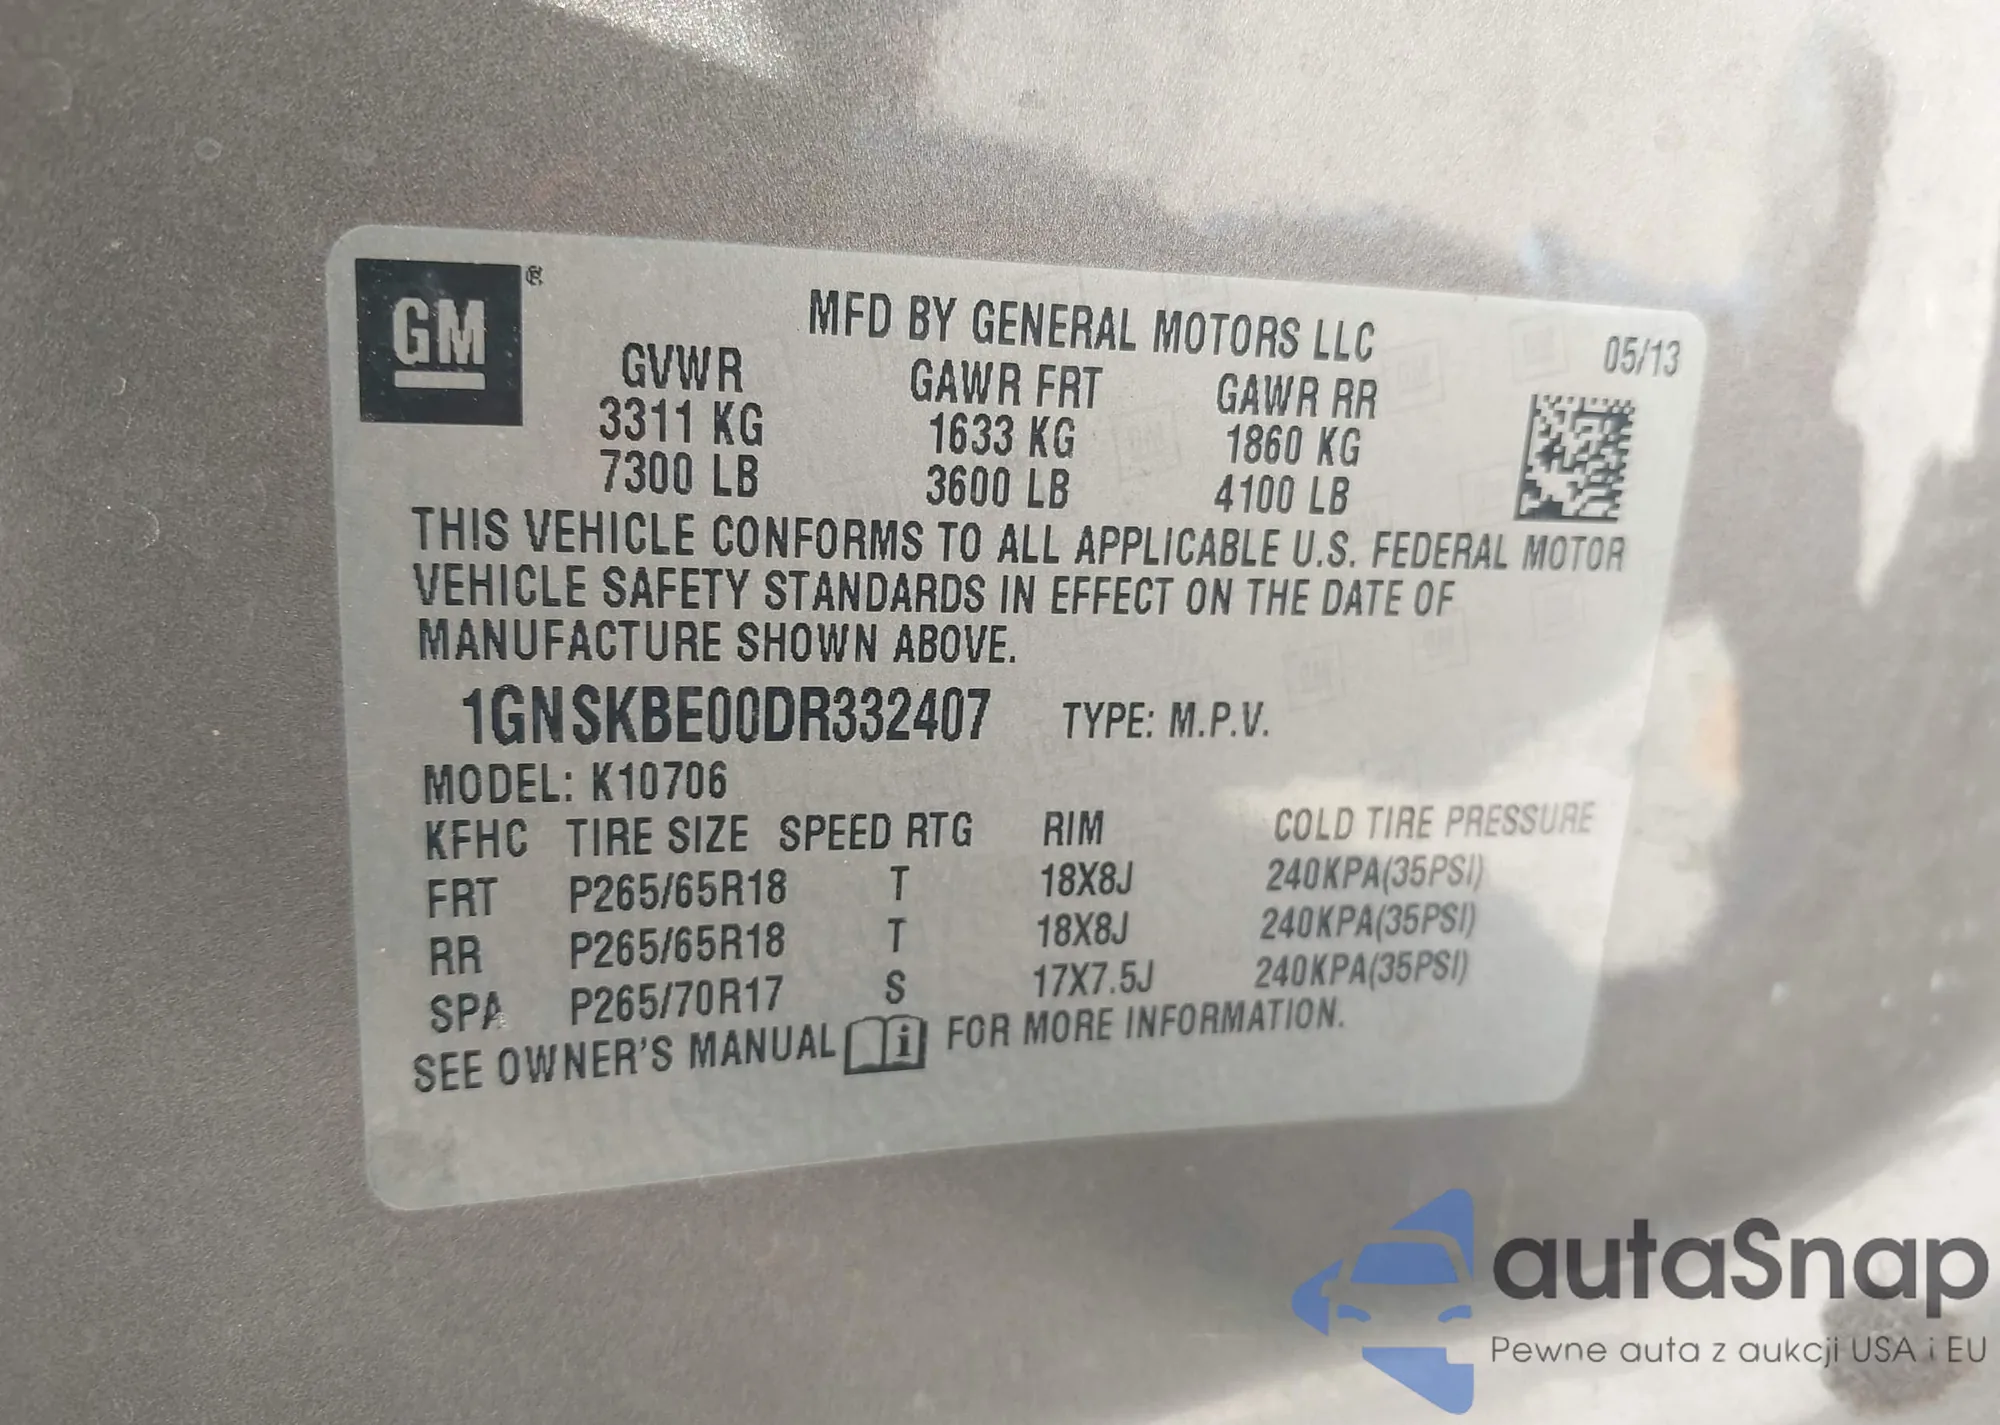 GM®
MFD BY GENERAL MOTORS LLC
05/13
GVWR GAWR FRT GAWR RR
3311 KG 1633 KG 1860 KG
7300 LB 3600 LB 4100 LB
THIS VEHICLE CONFORMS TO ALL APPLICABLE U.S. FEDERAL MOTOR
VEHICLE SAFETY STANDARDS IN EFFECT ON THE DATE OF
MANUFACTURE SHOWN ABOVE.
1GNSKBE00DR332407 TYPE: M.P.V.
MODEL: K10706
KFHC TIRE SIZE SPEED RTG RIM COLD TIRE PRESSURE
FRT P265/65R18 T 18X8J 240KPA(35PSI)
RR P265/65R18 T 18X8J 240KPA(35PSI)
SPA P265/70R17 S 17X7.5J 240KPA(35PSI)
SEE OWNER'S MANUAL i FOR MORE INFORMATION.
autaSnap
Pewne auta z aukcji USA i EU